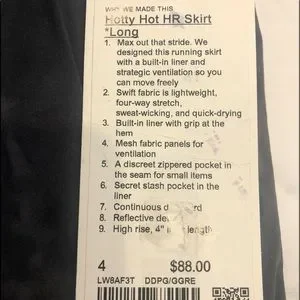 WHY WE MADE THIS
Hotty Hot HR Skirt
*Long
1. Max out that stride. We
designed this running skirt
with a built-in liner and
strategic ventilation so you
can move freely
2. Swift fabric is lightweight,
four-way stretch,
sweat-wicking, and quick-drying
3. Built-in liner with grip at the
hem
4. Mesh fabric panels for
ventilation
5. A discreet zippered pocket in
the seam for small items
6. Secret stash pocket in the
liner
7. Continuous
8. Reflective
9. High rise, 4" length
4 $88.00
LW8AF3T DDPG/GGRE